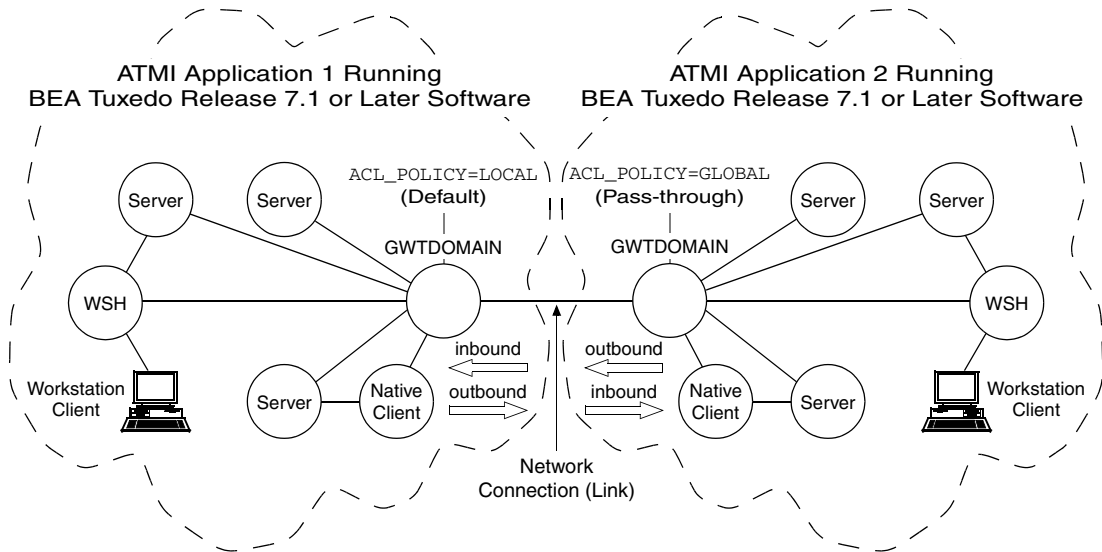 ATMI Application 1 Running
BEA Tuxedo Release 7.1 or Later Software
ATMI Application 2 Running
BEA Tuxedo Release 7.1 or Later Software
ACL_POLICY=LOCAL
(Default)
ACL_POLICY=GLOBAL
(Pass-through)
Server
Server
Server
Server
GWTDOMAIN
GWTDOMAIN
WSH
WSH
inbound
outbound
outbound
inbound
Workstation
Client
Server
Native
Client
Native
Client
Server
Workstation
Client
Network
Connection (Link)